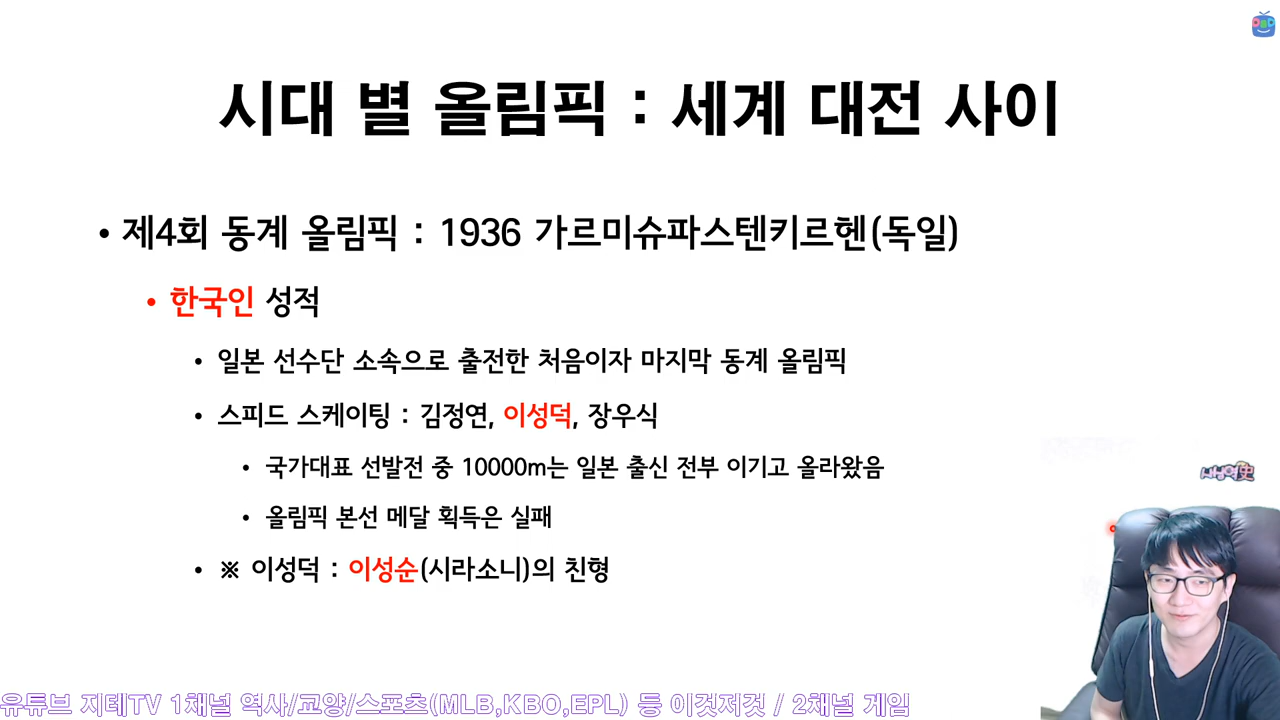 시대 별 올림픽 : 세계 대전 사이
• 제4회 동계 올림픽 : 1936 가르미슈파스텐키르헨(독일)
• 한국인 성적
• 일본 선수단 소속으로 출전한 처음이자 마지막 동계 올림픽
• 스피드 스케이팅 : 김정연, 이성덕, 장우식
• 국가대표 선발전 중 10000m는 일본 출신 전부 이기고 올라왔음
• 올림픽 본선 메달 획득은 실패
• ※ 이성덕 : 이성순(시라소니)의 친형
유튜브 지테TV 1채널 역사/교양/스포츠(MLB,KBO,EPL) 등 이것저것 / 2채널 게임